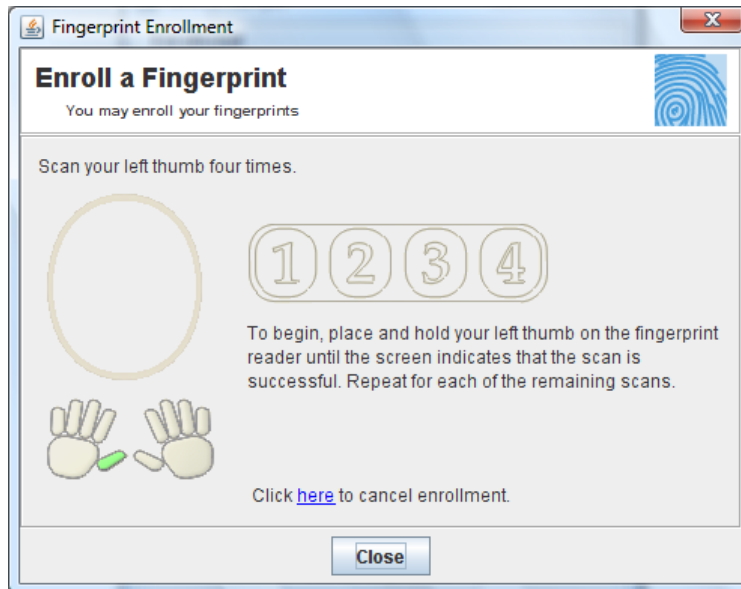 Fingerprint Enrollment
X
Enroll a Fingerprint
You may enroll your fingerprints
Scan your left thumb four times.
1 2 3 4
To begin, place and hold your left thumb on the fingerprint
reader until the screen indicates that the scan is
successful. Repeat for each of the remaining scans.
Click here to cancel enrollment.
Close